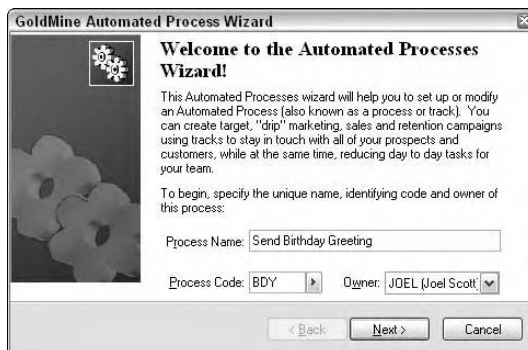 GoldMine Automated Process Wizard
Welcome to the Automated Processes
Wizard!
This Automated Processes wizard will help you to set up or modify
an Automated Process (also known as a process or track). You
can create target, "drip" marketing, sales and retention campaigns
using tracks to stay in touch with all of your prospects and
customers, while at the same time, reducing day to day tasks for
your team.
To begin, specify the unique name, identifying code and owner of
this process:
Process Name: Send Birthday Greeting
Process Code: BDY Owner: JOEL (Joel Scott)
< Back Next > Cancel